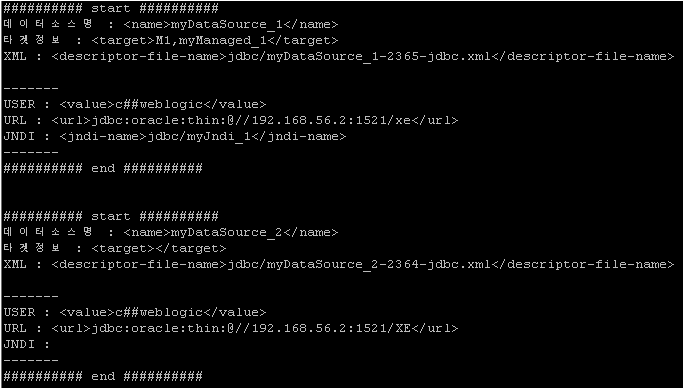 ########## start ##########
데이터소스명 : <name>myDataSource_1</name>
타겟정보 : <target>M1,myManaged_1</target>
XML : <descriptor-file-name>jdbc/myDataSource_1-2365-jdbc.xml</descriptor-file-name>
-------
USER : <value>c##weblogic</value>
URL : <url>jdbc:oracle:thin:@//192.168.56.2:1521/xe</url>
JNDI : <jndi-name>jdbc/myJndi_1</jndi-name>
-------
########## end ##########
########## start ##########
데이터소스명 : <name>myDataSource_2</name>
타겟정보 : <target></target>
XML : <descriptor-file-name>jdbc/myDataSource_2-2364-jdbc.xml</descriptor-file-name>
-------
USER : <value>c##weblogic</value>
URL : <url>jdbc:oracle:thin:@//192.168.56.2:1521/XE</url>
JNDI :
-------
########## end ##########